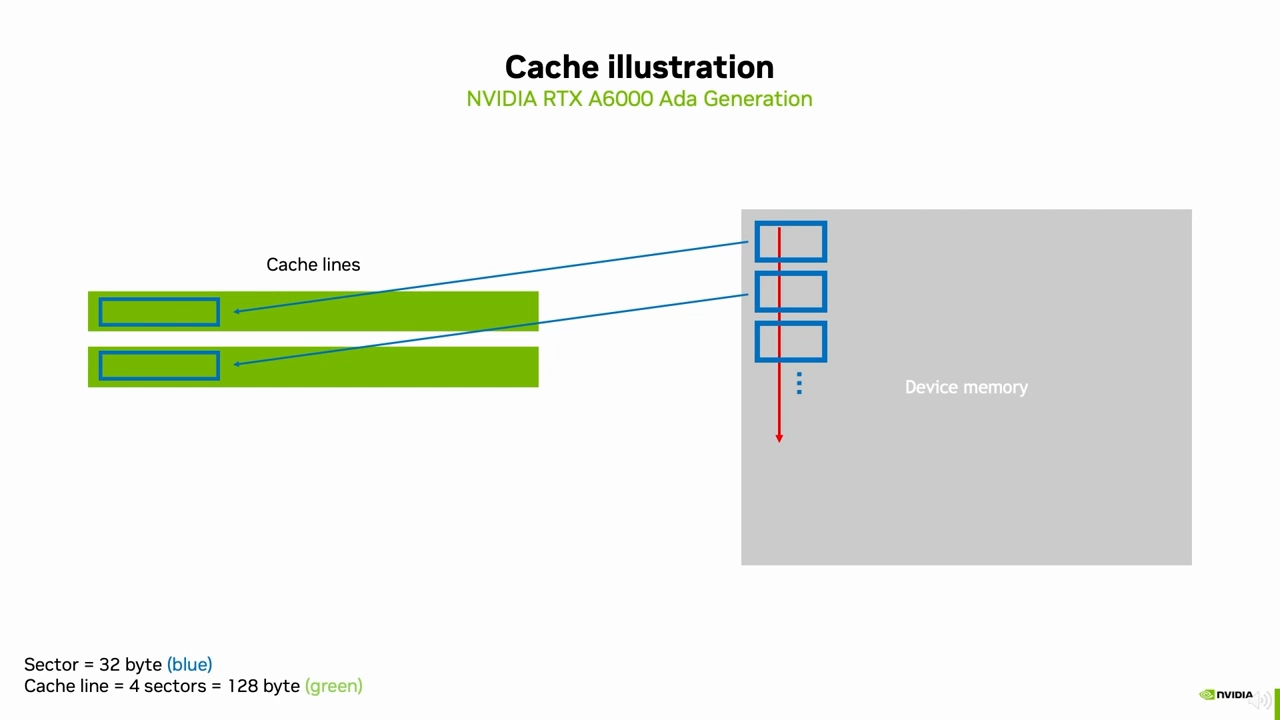 Cache illustration
NVIDIA RTX A6000 Ada Generation
Cache lines
Device memory
Sector = 32 byte (blue)
Cache line = 4 sectors = 128 byte (green)
NVIDIA